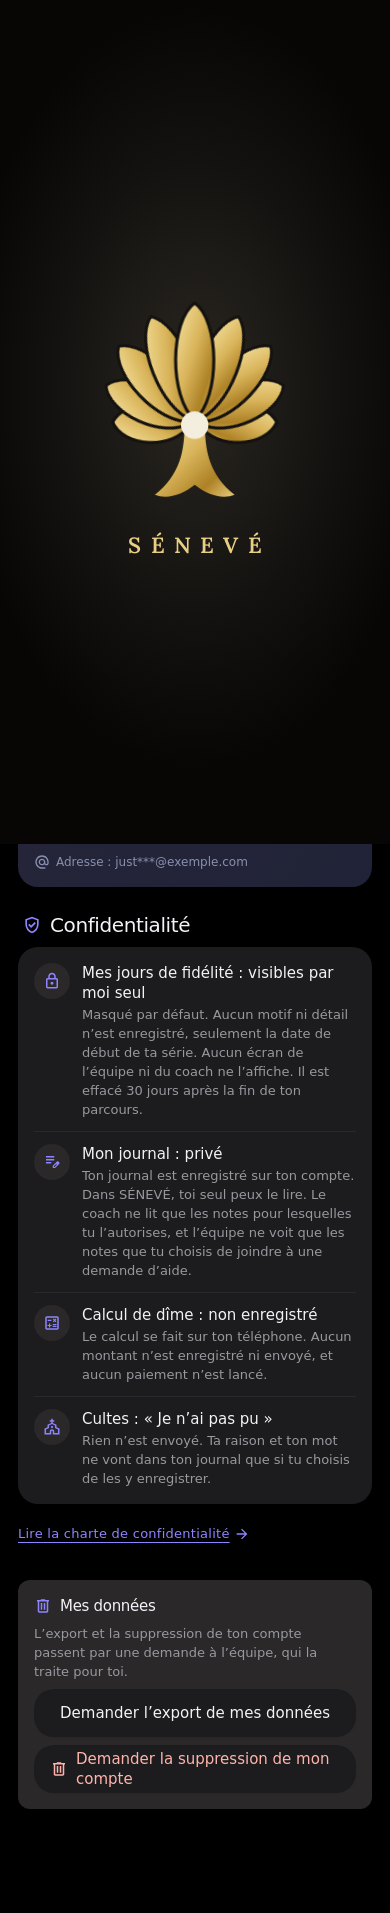 SÉNEVÉ
Adresse : just***@exemple.com
Confidentialité
Mes jours de fidélité : visibles par
moi seul
Masqué par défaut. Aucun motif ni détail
n’est enregistré, seulement la date de
début de ta série. Aucun écran de
l’équipe ni du coach ne l’affiche. Il est
effacé 30 jours après la fin de ton
parcours.
Mon journal : privé
Ton journal est enregistré sur ton compte.
Dans SÉNEVÉ, toi seul peux le lire. Le
coach ne lit que les notes pour lesquelles
tu l’autorises, et l’équipe ne voit que les
notes que tu choisis de joindre à une
demande d’aide.
Calcul de dîme : non enregistré
Le calcul se fait sur ton téléphone. Aucun
montant n’est enregistré ni envoyé, et
aucun paiement n’est lancé.
Cultes : « Je n’ai pas pu »
Rien n’est envoyé. Ta raison et ton mot
ne vont dans ton journal que si tu choisis
de les y enregistrer.
Lire la charte de confidentialité →
Mes données
L’export et la suppression de ton compte
passent par une demande à l’équipe, qui la
traite pour toi.
Demander l’export de mes données
Demander la suppression de mon
compte